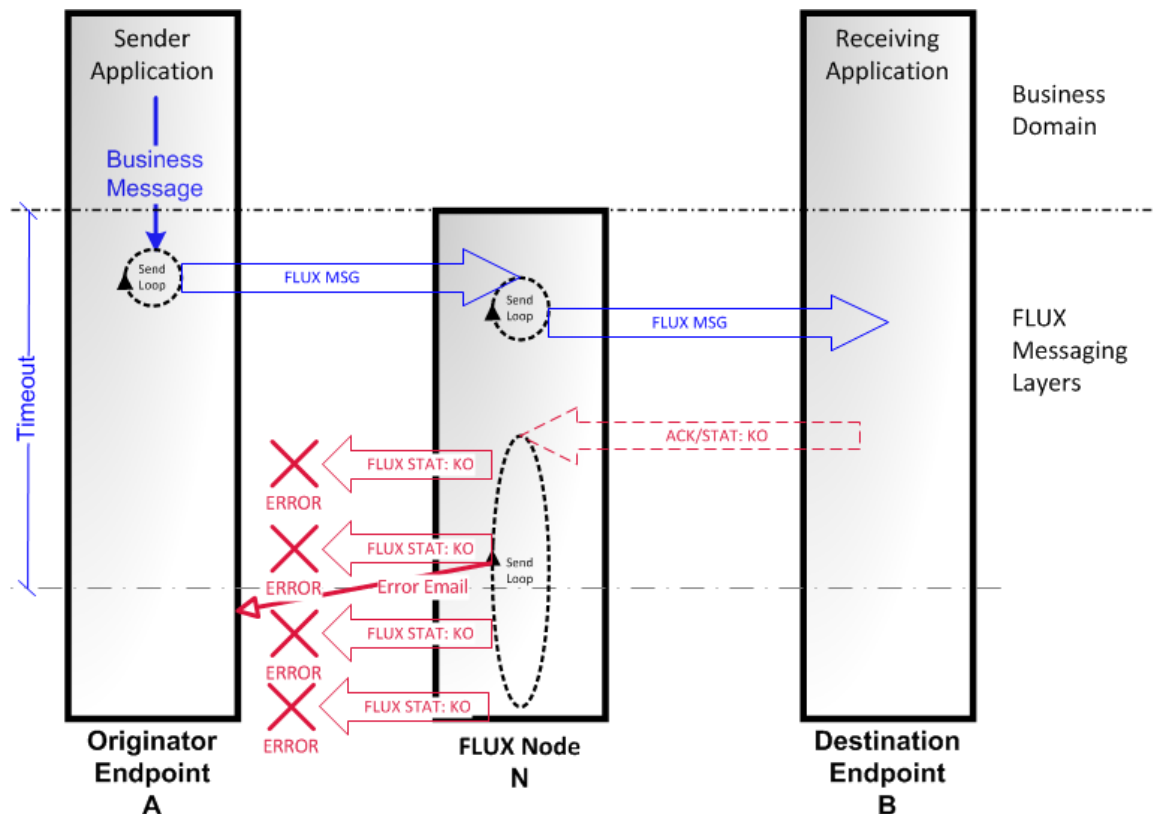 Sender
Application
Receiving
Application
Business
Domain
Business
Message
Send
Loop
FLUX MSG
Send
Loop
FLUX MSG
FLUX
Messaging
Layers
Timeout
ACK/STAT: KO
FLUX STAT: KO
ERROR
FLUX STAT: KO
Send
Loop
ERROR
Error Email
FLUX STAT: KO
ERROR
FLUX STAT: KO
ERROR
Originator
Endpoint
A
FLUX Node
N
Destination
Endpoint
B